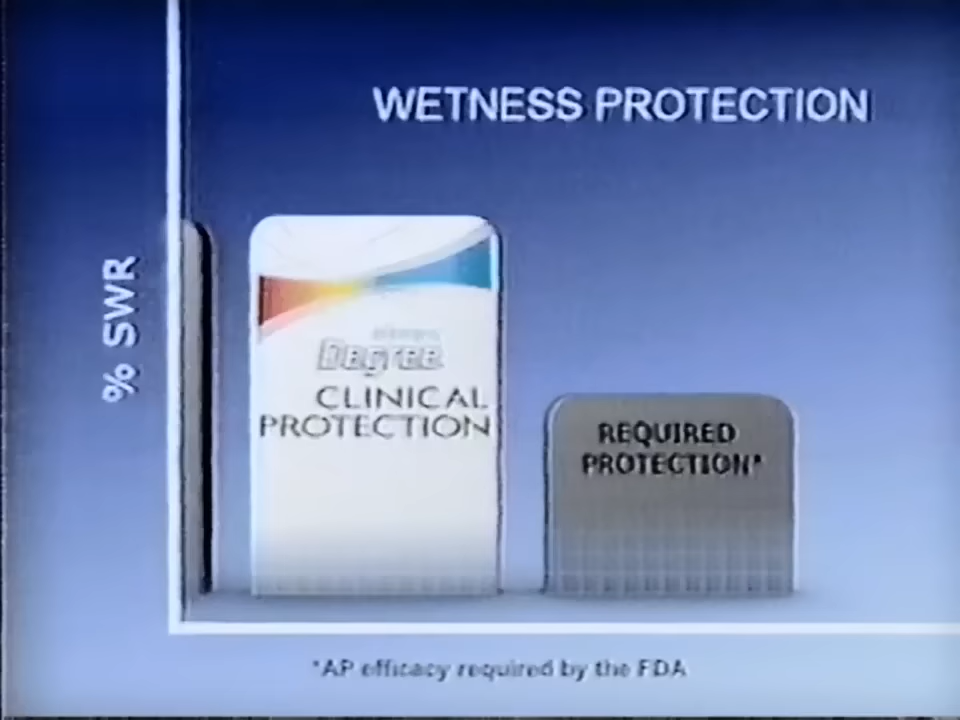 WETNESS PROTECTION
% SWR
Degree
CLINICAL
PROTECTION
REQUIRED
PROTECTION*
*AP efficacy required by the FDA